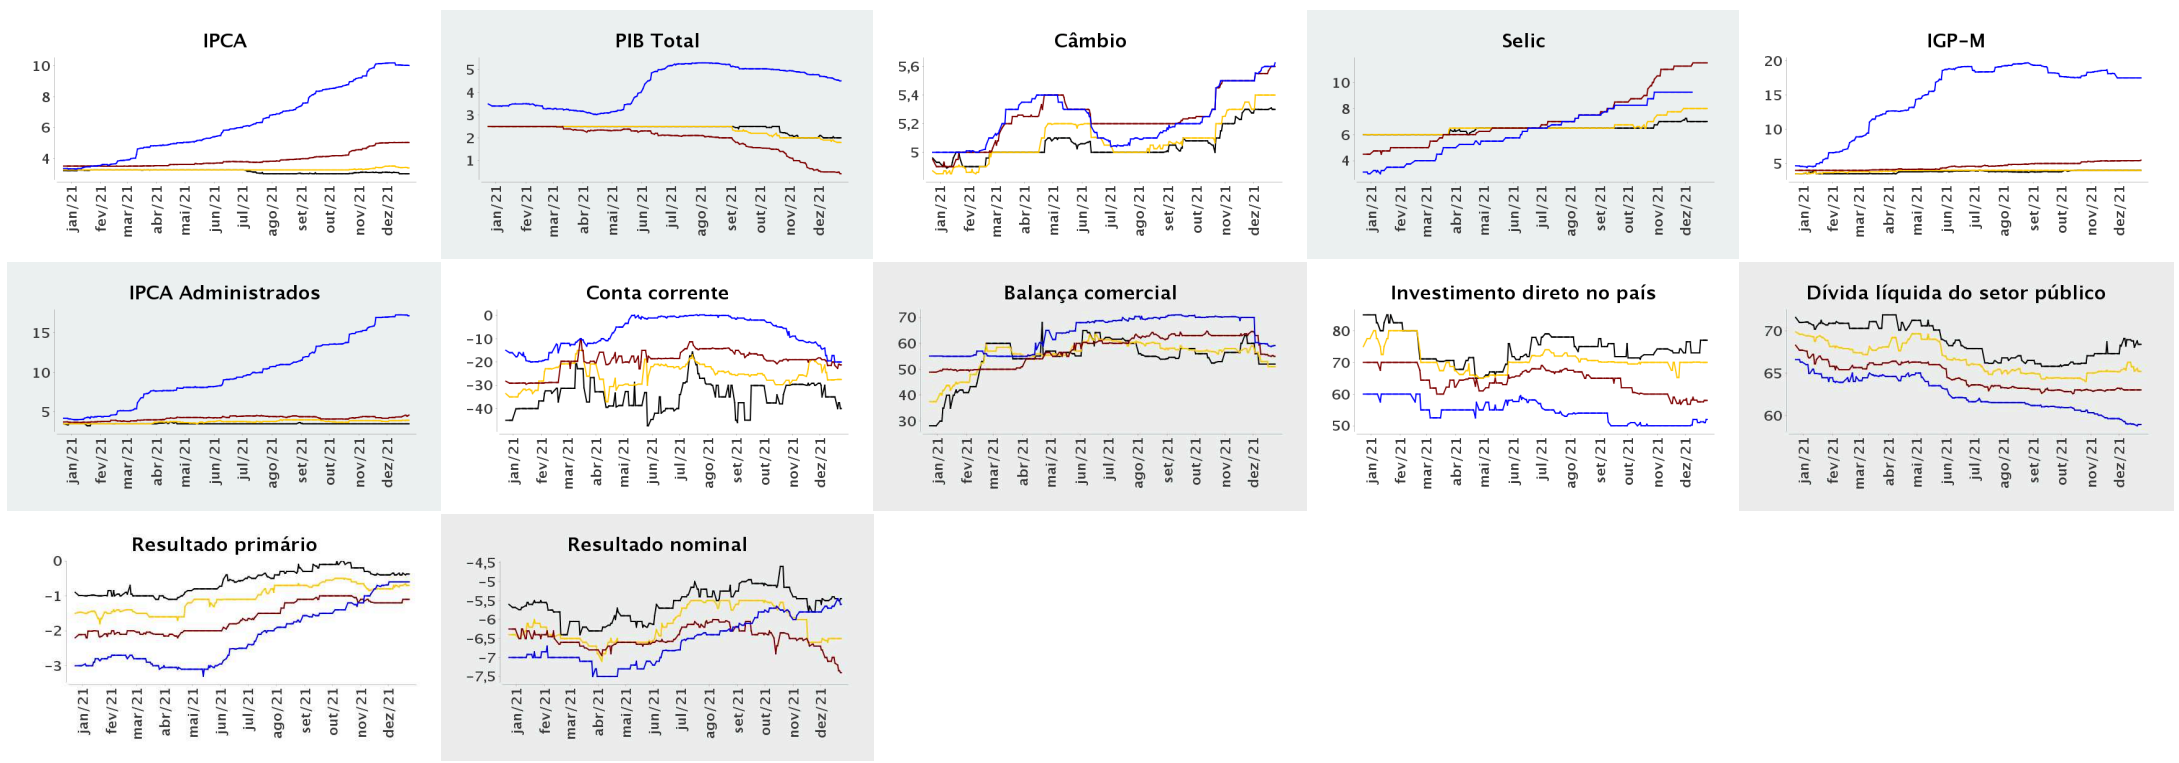 IPCA
10
8
6
4
jan/21 fev/21 mar/21 abr/21 mai/21 jun/21 jul/21 ago/21 set/21 out/21 nov/21 dez/21
PIB Total
5
4
3
2
1
jan/21 fev/21 mar/21 abr/21 mai/21 jun/21 jul/21 ago/21 set/21 out/21 nov/21 dez/21
Câmbio
5,6
5,4
5,2
5
jan/21 fev/21 mar/21 abr/21 mai/21 jun/21 jul/21 ago/21 set/21 out/21 nov/21 dez/21
Selic
10
8
6
4
jan/21 fev/21 mar/21 abr/21 mai/21 jun/21 jul/21 ago/21 set/21 out/21 nov/21 dez/21
IGP-M
20
15
10
5
jan/21 fev/21 mar/21 abr/21 mai/21 jun/21 jul/21 ago/21 set/21 out/21 nov/21 dez/21
IPCA Administrados
15
10
5
jan/21 fev/21 mar/21 abr/21 mai/21 jun/21 jul/21 ago/21 set/21 out/21 nov/21 dez/21
Conta corrente
0
-10
-20
-30
-40
jan/21 fev/21 mar/21 abr/21 mai/21 jun/21 jul/21 ago/21 set/21 out/21 nov/21 dez/21
Balança comercial
70
60
50
40
30
jan/21 fev/21 mar/21 abr/21 mai/21 jun/21 jul/21 ago/21 set/21 out/21 nov/21 dez/21
Investimento direto no país
80
70
60
50
jan/21 fev/21 mar/21 abr/21 mai/21 jun/21 jul/21 ago/21 set/21 out/21 nov/21 dez/21
Dívida líquida do setor público
70
65
60
jan/21 fev/21 mar/21 abr/21 mai/21 jun/21 jul/21 ago/21 set/21 out/21 nov/21 dez/21
Resultado primário
0
-1
-2
-3
jan/21 fev/21 mar/21 abr/21 mai/21 jun/21 jul/21 ago/21 set/21 out/21 nov/21 dez/21
Resultado nominal
-4,5
-5
-5,5
-6
-6,5
-7
-7,5
jan/21 fev/21 mar/21 abr/21 mai/21 jun/21 jul/21 ago/21 set/21 out/21 nov/21 dez/21